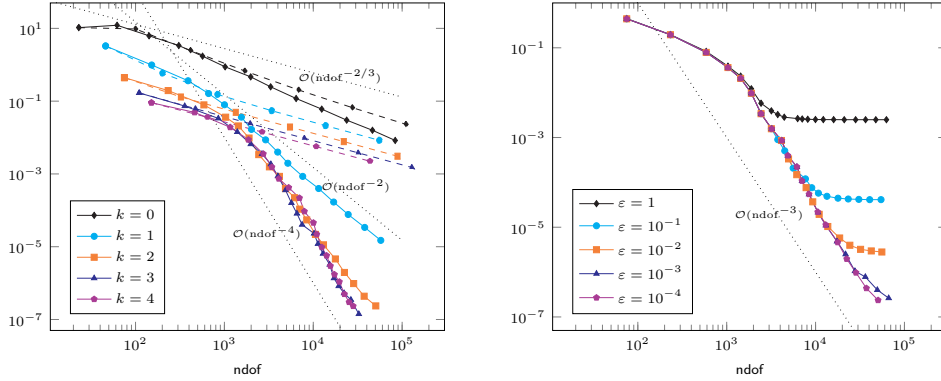 10^1
10^-1
10^-3
10^-5
10^-7
10^2
10^3
10^4
10^5
ndof
O(ndof^-2/3)
O(ndof^-2)
O(ndof^-4)
k = 0
k = 1
k = 2
k = 3
k = 4
10^-1
10^-3
10^-5
10^-7
10^2
10^3
10^4
10^5
ndof
O(ndof^-3)
ε = 1
ε = 10^-1
ε = 10^-2
ε = 10^-3
ε = 10^-4